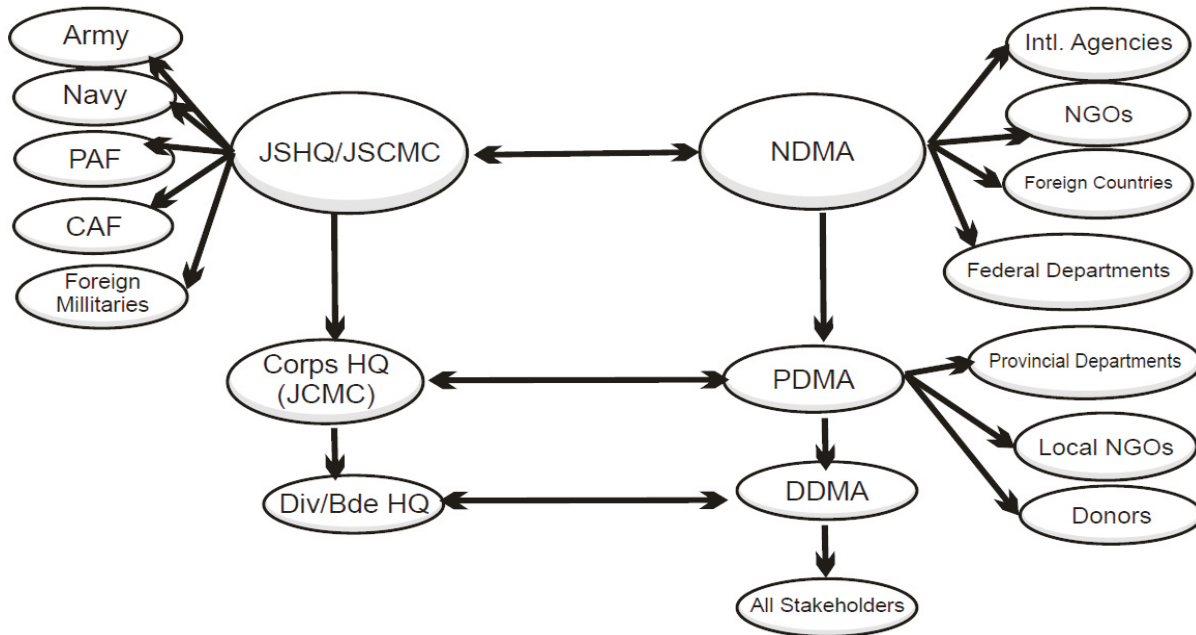 Army
Navy
PAF
CAF
Foreign
Millitaries
JSHQ/JSCMC
NDMA
Intl. Agencies
NGOs
Foreign Countries
Federal Departments
Corps HQ
(JCMC)
PDMA
Provincial Departments
Local NGOs
Donors
Div/Bde HQ
DDMA
All Stakeholders